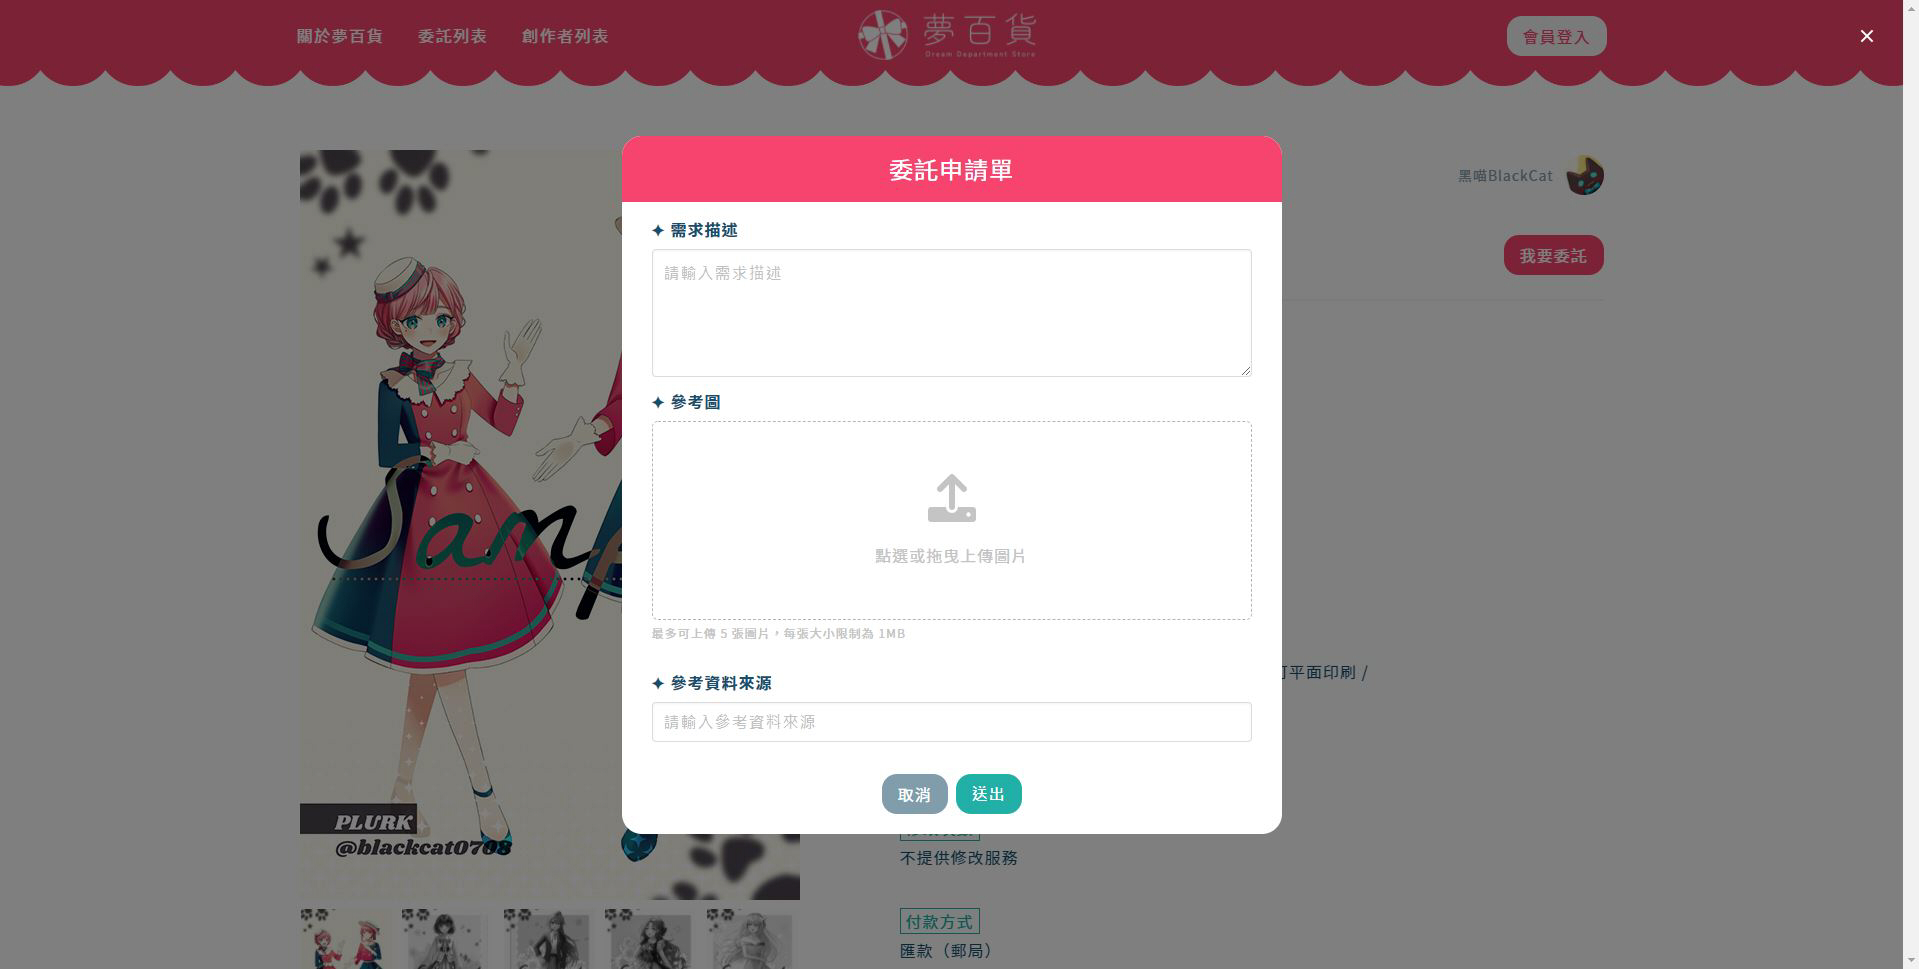 關於夢百貨
委託列表
創作者列表
夢百貨
Dream Department Store
會員登入
委託申請單
黑喵BlackCat
我要委託
✦ 需求描述
請輸入需求描述
✦ 參考圖
點選或拖曳上傳圖片
最多可上傳 5 張圖片，每張大小限制為 1MB
✦ 參考資料來源
請輸入參考資料來源
取消
送出
平面印刷 /
PLURK
@blackcat0708
不提供修改服務
付款方式
匯款（郵局）